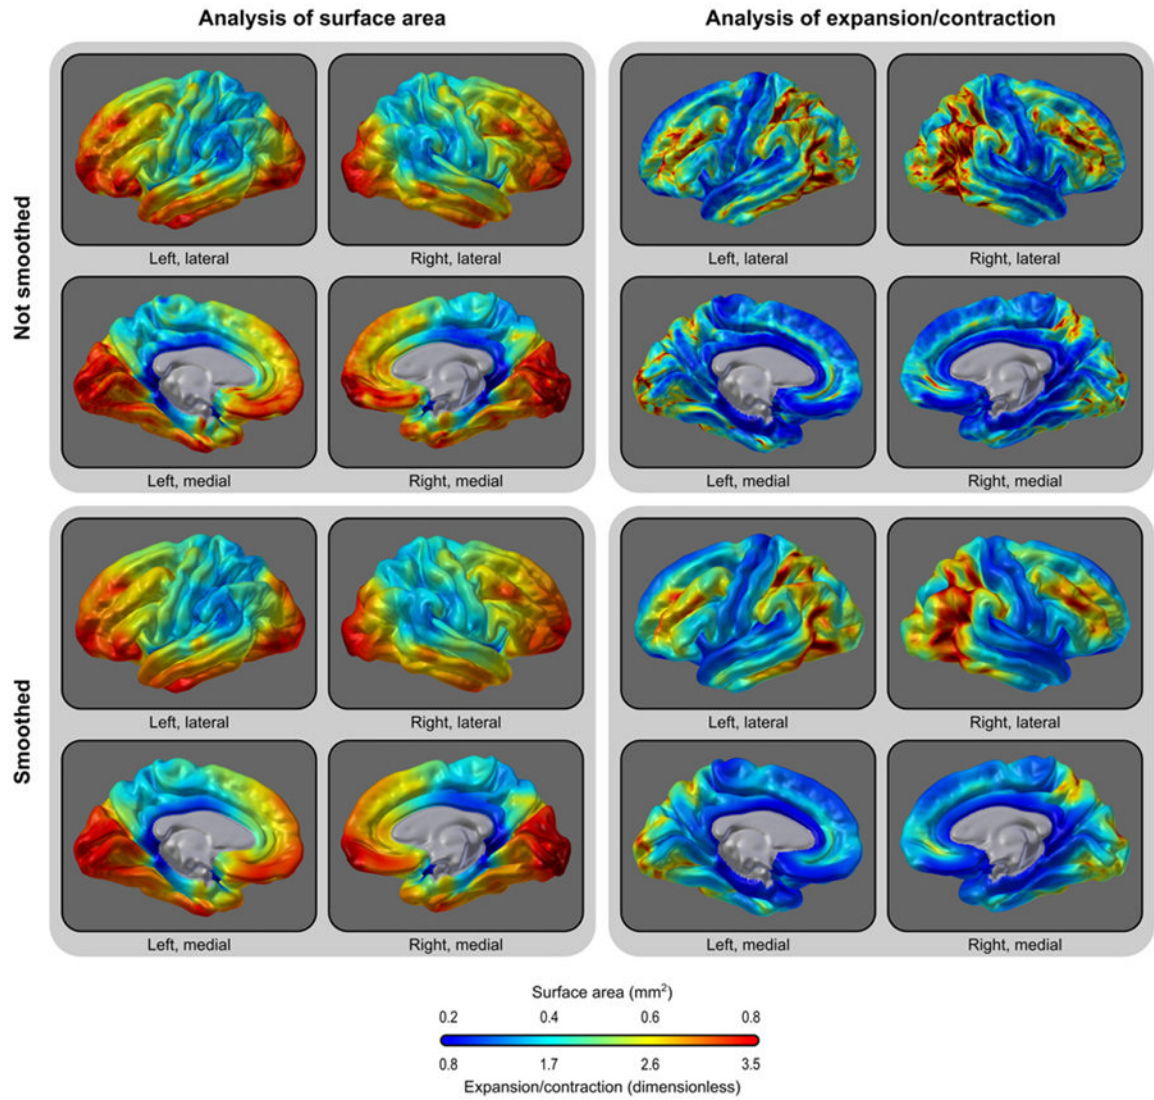 Analysis of surface area
Analysis of expansion/contraction
Not smoothed
Left, lateral
Right, lateral
Left, lateral
Right, lateral
Left, medial
Right, medial
Left, medial
Right, medial
Smoothed
Left, lateral
Right, lateral
Left, lateral
Right, lateral
Left, medial
Right, medial
Left, medial
Right, medial
Surface area (mm²)
0.2 0.4 0.6 0.8
0.8 1.7 2.6 3.5
Expansion/contraction (dimensionless)